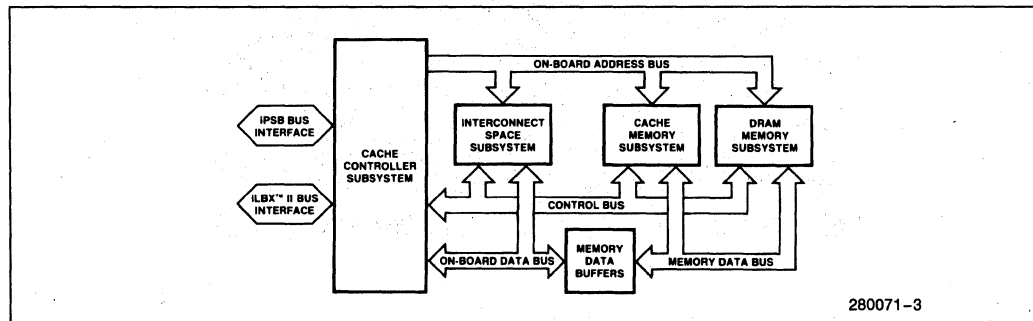 ON-BOARD ADDRESS BUS
iPSB BUS
INTERFACE
iLBX™ II BUS
INTERFACE
CACHE
CONTROLLER
SUBSYSTEM
INTERCONNECT
SPACE
SUBSYSTEM
CACHE
MEMORY
SUBSYSTEM
DRAM
MEMORY
SUBSYSTEM
CONTROL BUS
ON-BOARD DATA BUS
MEMORY
DATA
BUFFERS
MEMORY DATA BUS
280071-3